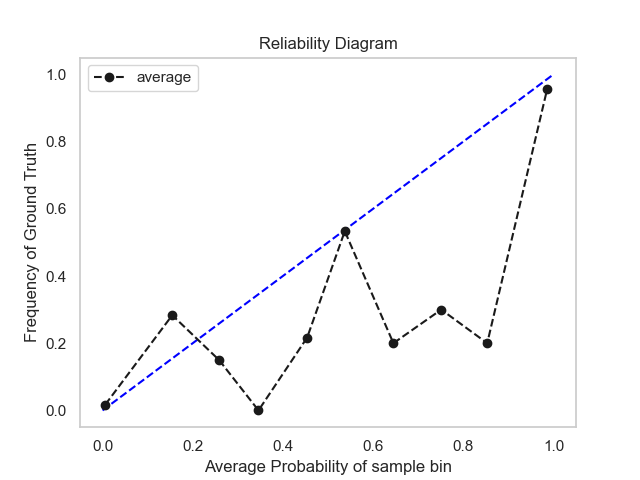 Reliability Diagram
average
Frequency of Ground Truth
1.0
0.8
0.6
0.4
0.2
0.0
0.0 0.2 0.4 0.6 0.8 1.0
Average Probability of sample bin